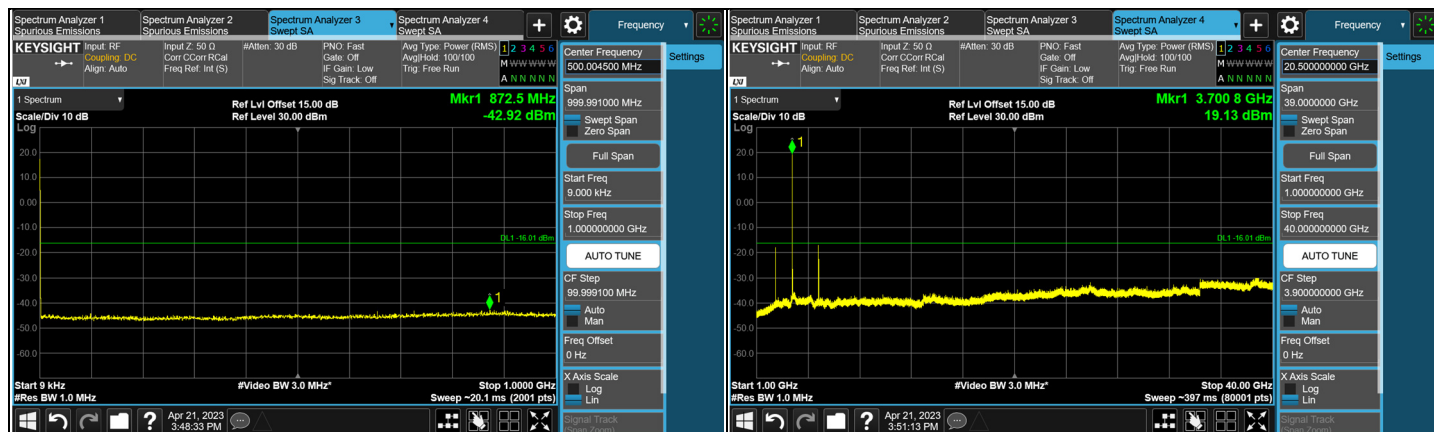 Spectrum Analyzer 1
Spurious Emissions
Spectrum Analyzer 2
Spurious Emissions
Spectrum Analyzer 3
Swept SA
Spectrum Analyzer 4
Swept SA
+
Frequency
KEYSIGHT
LXI
Input: RF
Coupling: DC
Align: Auto
Input Z: 50 Ω
Corr CCorr RCal
Freq Ref: Int (S)
#Atten: 30 dB
PNO: Fast
Gate: Off
IF Gain: Low
Sig Track: Off
Avg Type: Power (RMS)
Avg|Hold: 100/100
Trig: Free Run
1 2 3 4 5 6
M W W W W W
A N N N N N
Center Frequency
500.004500 MHz
Settings
1 Spectrum
Scale/Div 10 dB
Ref Lvl Offset 15.00 dB
Ref Level 30.00 dBm
Mkr1 872.5 MHz
-42.92 dBm
Span
999.991000 MHz
Swept Span
Zero Span
Full Span
Start Freq
9.000 kHz
Stop Freq
1.000000000 GHz
AUTO TUNE
CF Step
99.999100 MHz
Auto
Man
Freq Offset
0 Hz
X Axis Scale
Log
Lin
Signal Track
(Span Zoom)
Log
20.0
10.0
0.00
-10.0
-20.0
-30.0
-40.0
-50.0
-60.0
DL1 -16.01 dBm
1
Start 9 kHz
#Res BW 1.0 MHz
#Video BW 3.0 MHz*
Stop 1.0000 GHz
Sweep ~20.1 ms (2001 pts)
?
Apr 21, 2023
3:48:33 PM
Spectrum Analyzer 1
Spurious Emissions
Spectrum Analyzer 2
Spurious Emissions
Spectrum Analyzer 3
Swept SA
Spectrum Analyzer 4
Swept SA
+
Frequency
KEYSIGHT
LXI
Input: RF
Coupling: DC
Align: Auto
Input Z: 50 Ω
Corr CCorr RCal
Freq Ref: Int (S)
#Atten: 30 dB
PNO: Fast
Gate: Off
IF Gain: Low
Sig Track: Off
Avg Type: Power (RMS)
Avg|Hold: 100/100
Trig: Free Run
1 2 3 4 5 6
M W W W W W
A N N N N N
Center Frequency
20.500000000 GHz
Settings
1 Spectrum
Scale/Div 10 dB
Ref Lvl Offset 15.00 dB
Ref Level 30.00 dBm
Mkr1 3.700 8 GHz
19.13 dBm
Span
39.0000000 GHz
Swept Span
Zero Span
Full Span
Start Freq
1.000000000 GHz
Stop Freq
40.000000000 GHz
AUTO TUNE
CF Step
3.900000000 GHz
Auto
Man
Freq Offset
0 Hz
X Axis Scale
Log
Lin
Signal Track
(Span Zoom)
Log
20.0
10.0
0.00
-10.0
-20.0
-30.0
-40.0
-50.0
-60.0
DL1 -16.01 dBm
1
Start 1.00 GHz
#Res BW 1.0 MHz
#Video BW 3.0 MHz*
Stop 40.00 GHz
Sweep ~397 ms (80001 pts)
?
Apr 21, 2023
3:51:13 PM